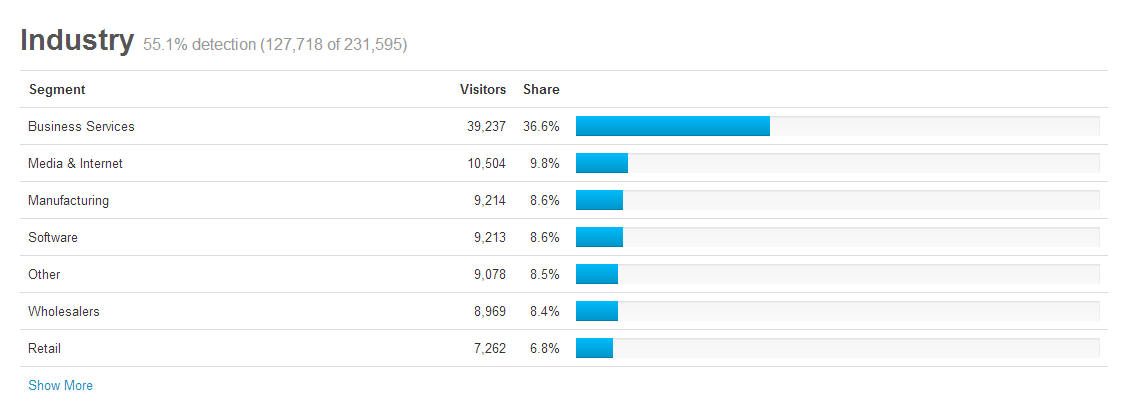 Industry 55.1% detection (127,718 of 231,595)
Segment Visitors Share
Business Services 39,237 36.6%
Media & Internet 10,504 9.8%
Manufacturing 9,214 8.6%
Software 9,213 8.6%
Other 9,078 8.5%
Wholesalers 8,969 8.4%
Retail 7,262 6.8%
Show More